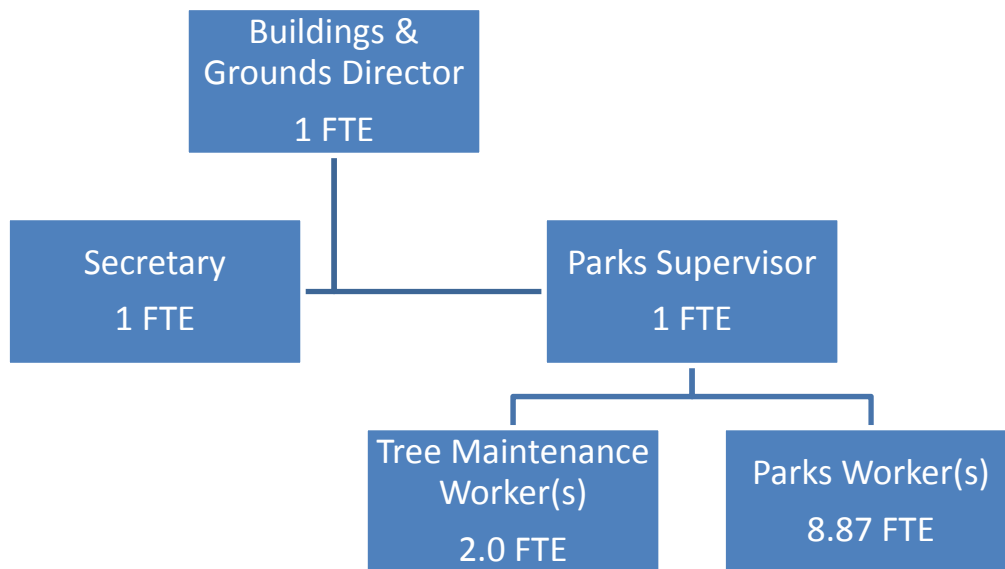 Buildings &
Grounds Director
1 FTE
Secretary
1 FTE
Parks Supervisor
1 FTE
Tree Maintenance
Worker(s)
2.0 FTE
Parks Worker(s)
8.87 FTE